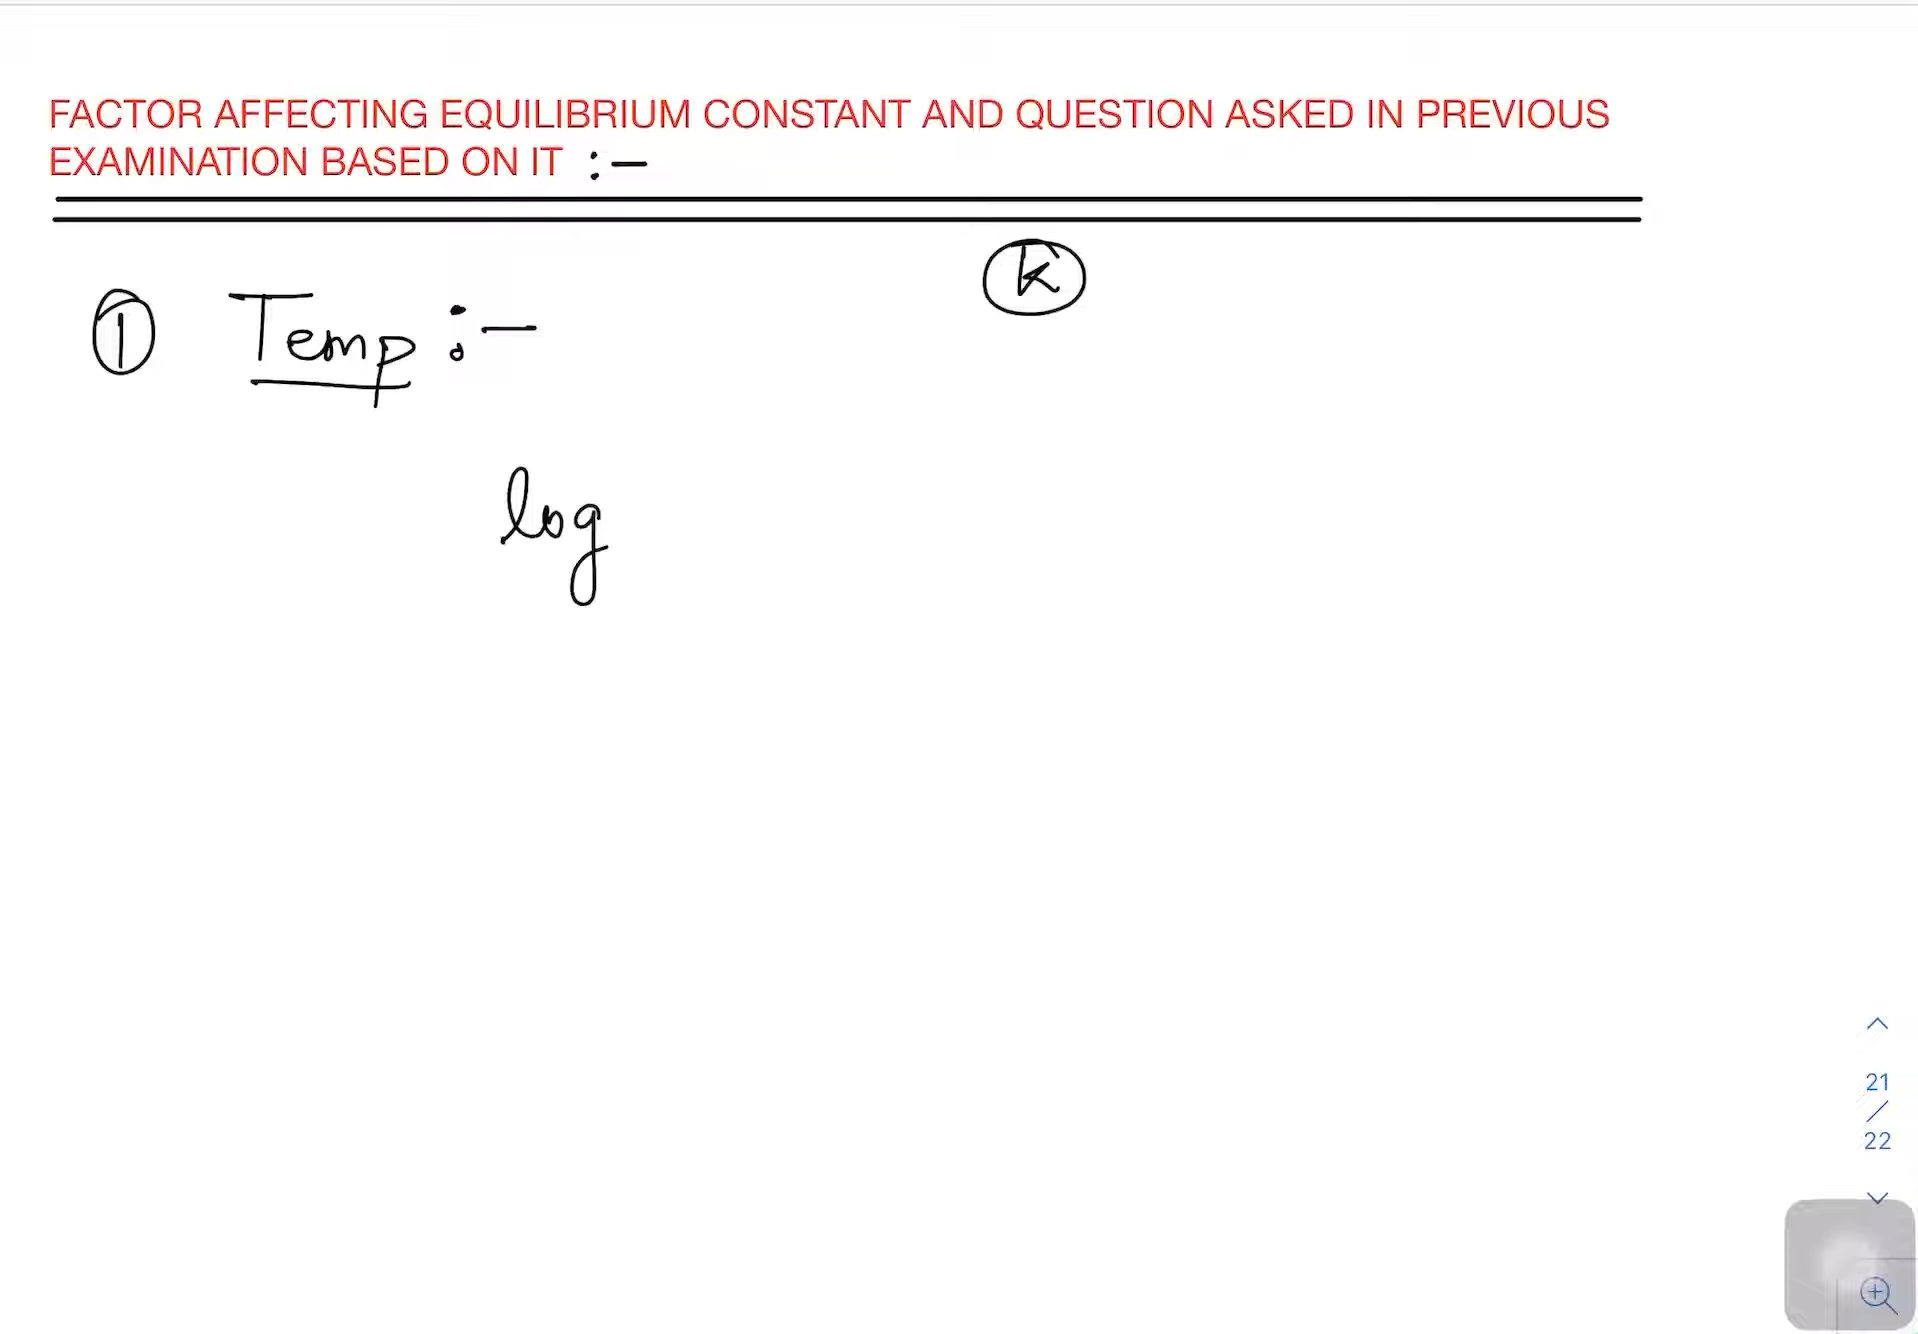 FACTOR AFFECTING EQUILIBRIUM CONSTANT AND QUESTION ASKED IN PREVIOUS
EXAMINATION BASED ON IT :-
K
① Temp :-
log
21
/
22